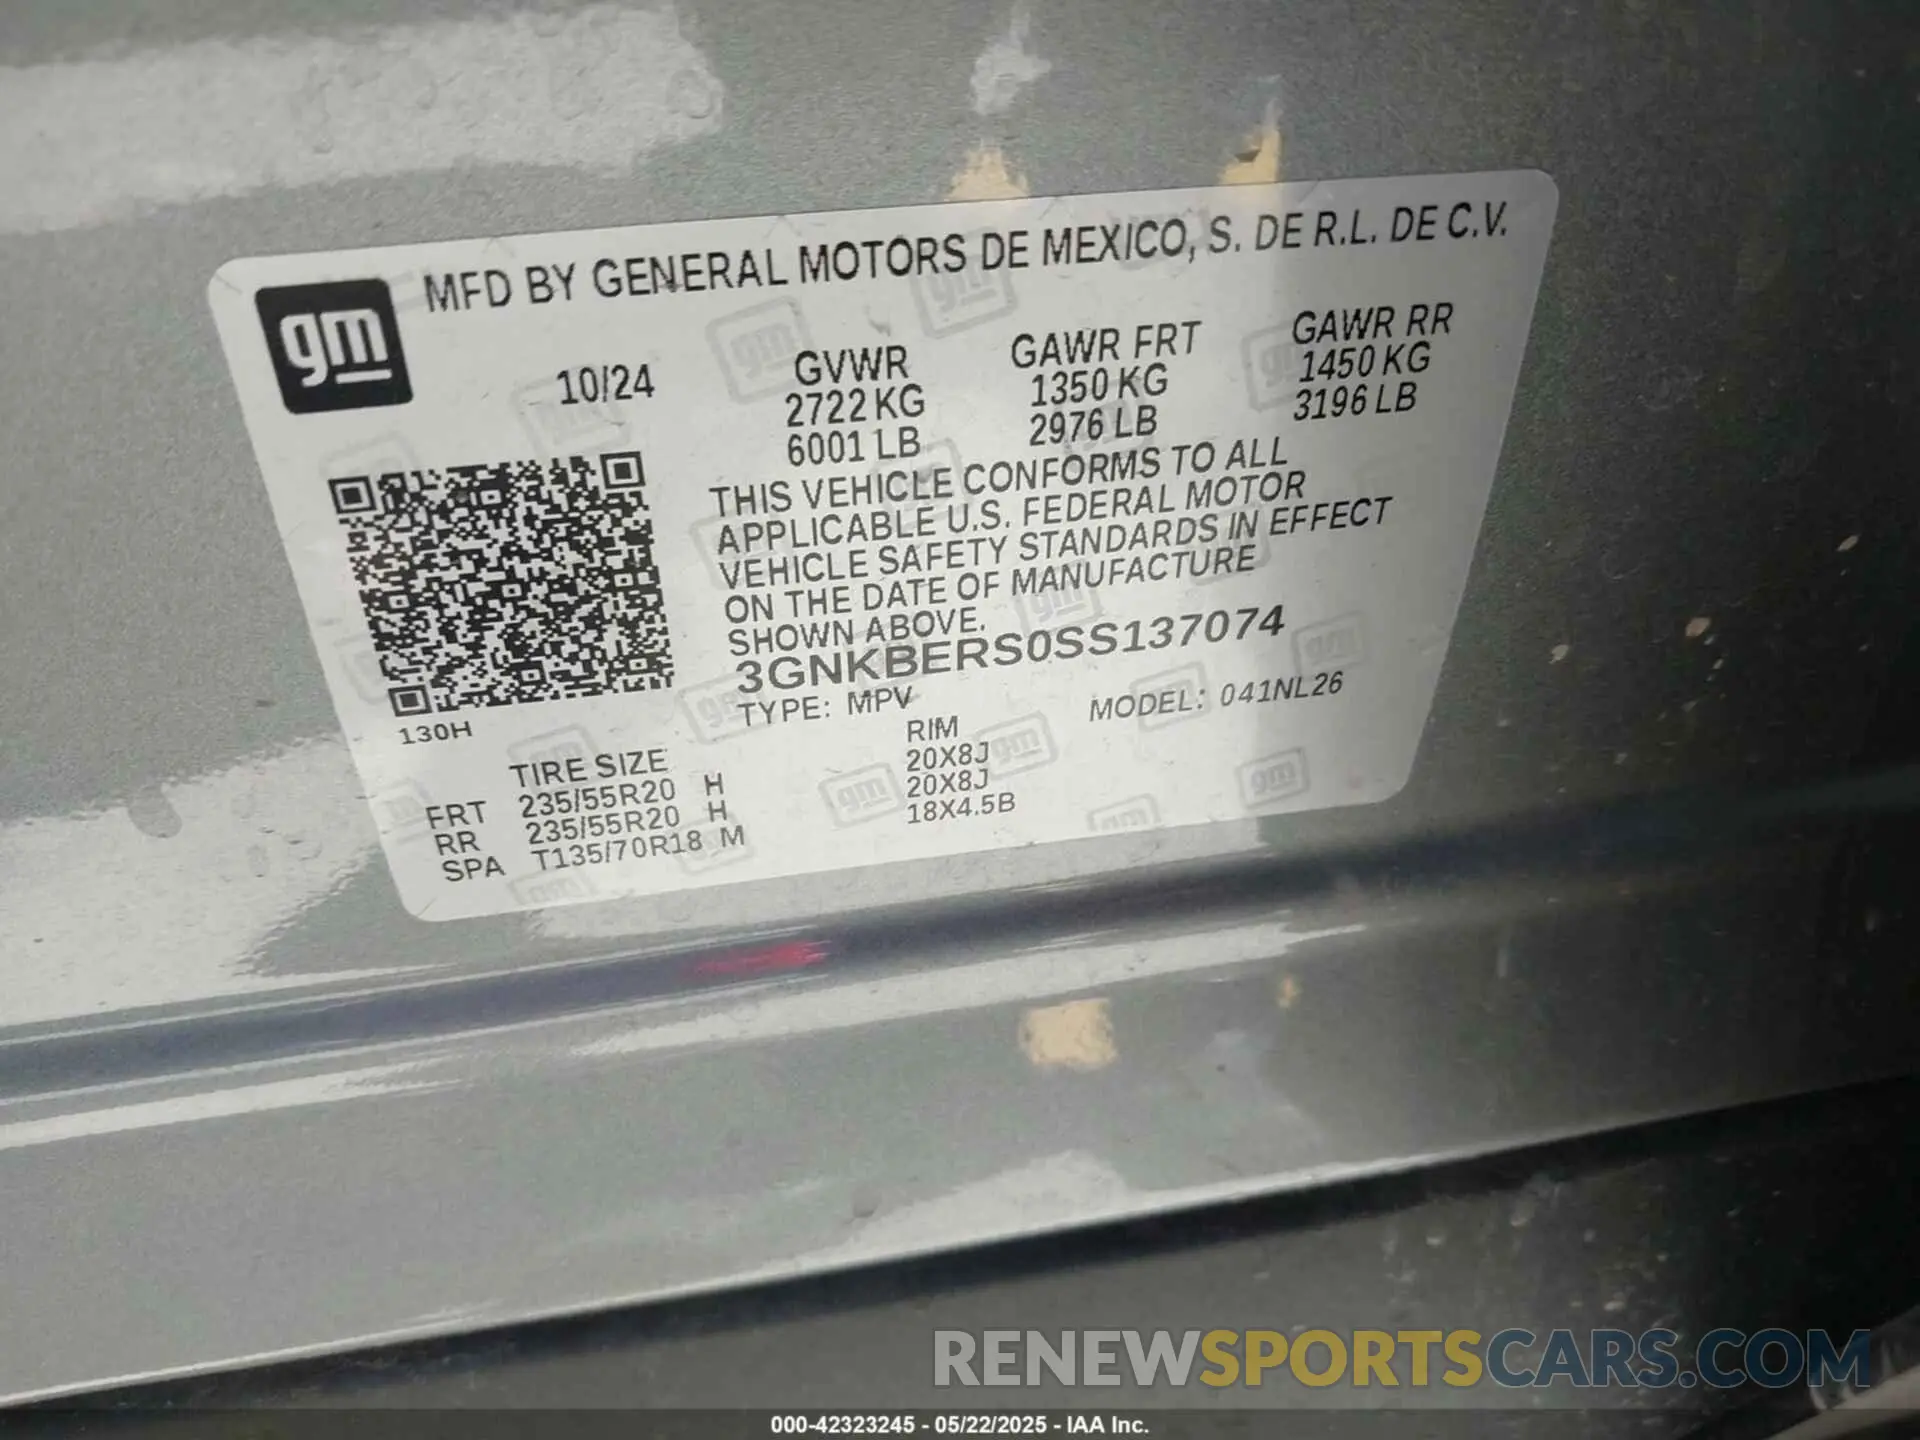 gm
MFD BY GENERAL MOTORS DE MEXICO, S. DE R.L. DE C.V.
10/24 GVWR GAWR FRT GAWR RR
2722 KG 1350 KG 1450 KG
6001 LB 2976 LB 3196 LB
THIS VEHICLE CONFORMS TO ALL
APPLICABLE U.S. FEDERAL MOTOR
VEHICLE SAFETY STANDARDS IN EFFECT
ON THE DATE OF MANUFACTURE
SHOWN ABOVE.
3GNKBERS0SS137074
TYPE: MPV MODEL: 041NL26
130H
TIRE SIZE RIM
FRT 235/55R20 H 20X8J
RR 235/55R20 H 20X8J
SPA T135/70R18 M 18X4.5B
RENEWSPORTSCARS.COM
000-42323245 - 05/22/2025 - IAA Inc.